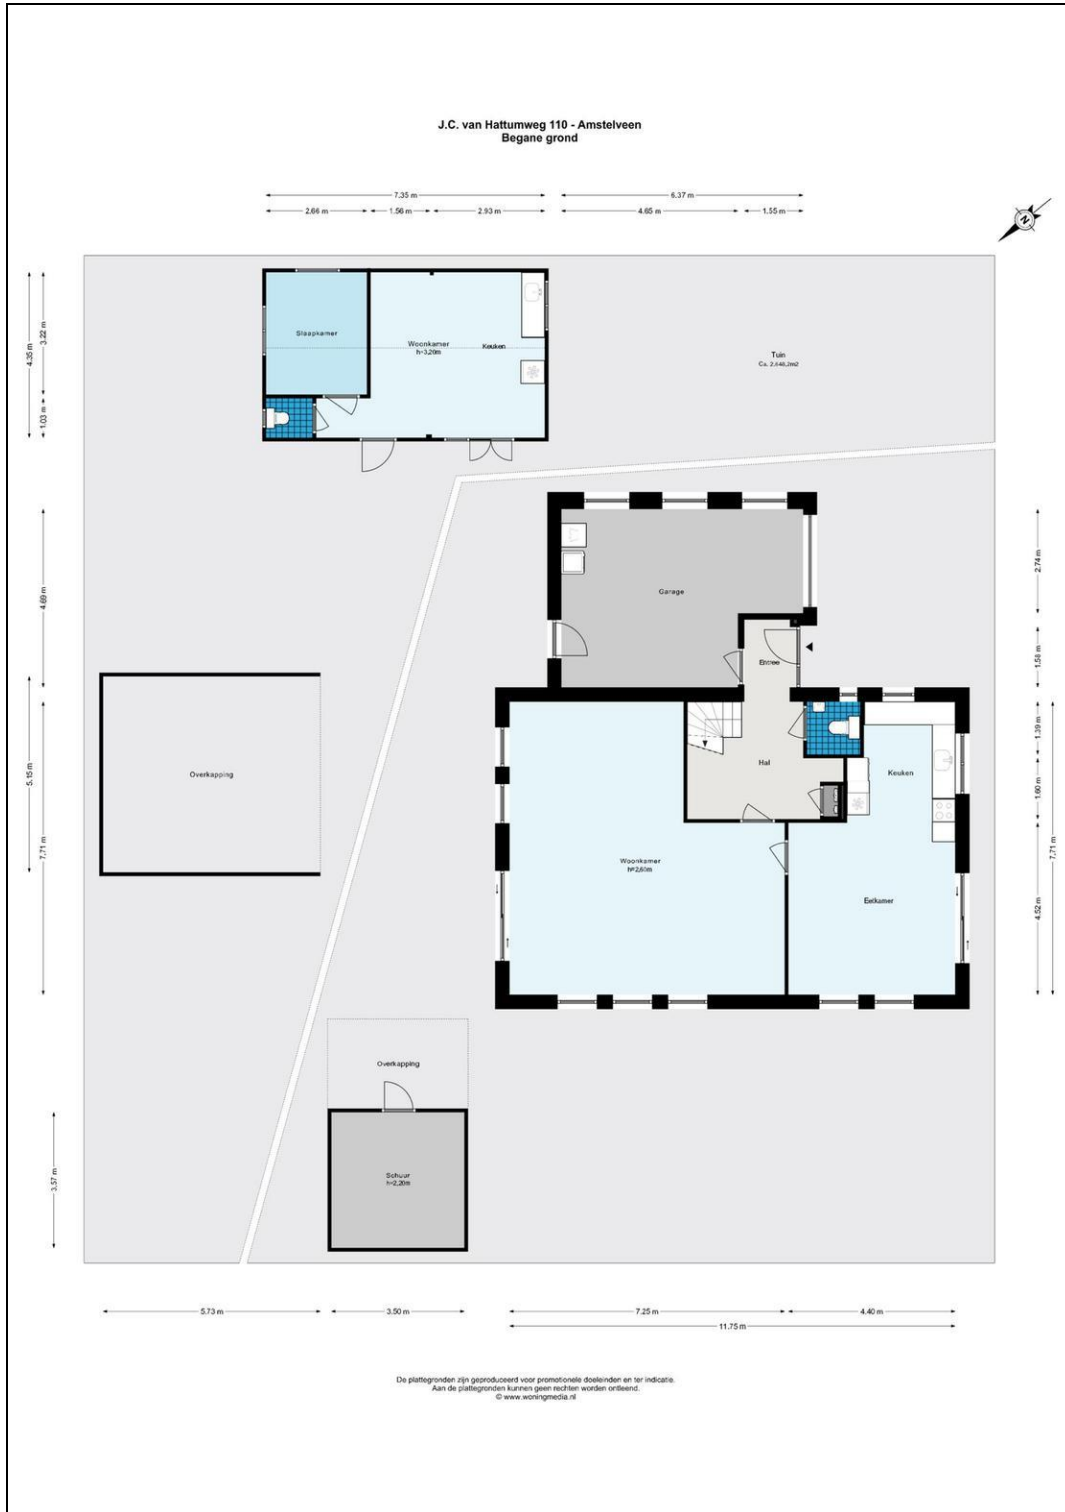 J.C. van Hattumweg 110 - Amstelveen
Begane grond
7.35 m
6.37 m
2.66 m
1.56 m
2.93 m
4.65 m
1.55 m
N
4.35 m
3.22 m
1.03 m
Slaapkamer
Woonkamer
h=3,20m
Keuken
Tuin
Ca. 2.648,2m2
4.69 m
2.74 m
1.58 m
Garage
Entree
5.15 m
7.71 m
Overkapping
Hal
Keuken
Woonkamer
h=2,60m
Eetkamer
1.39 m
1.60 m
4.52 m
7.71 m
Overkapping
3.57 m
Schuur
h=2,20m
5.73 m
3.50 m
7.25 m
4.40 m
11.75 m
De plattegronden zijn geproduceerd voor promotionele doeleinden en ter indicatie.
Aan de plattegronden kunnen geen rechten worden ontleend.
© www.woningmedia.nl